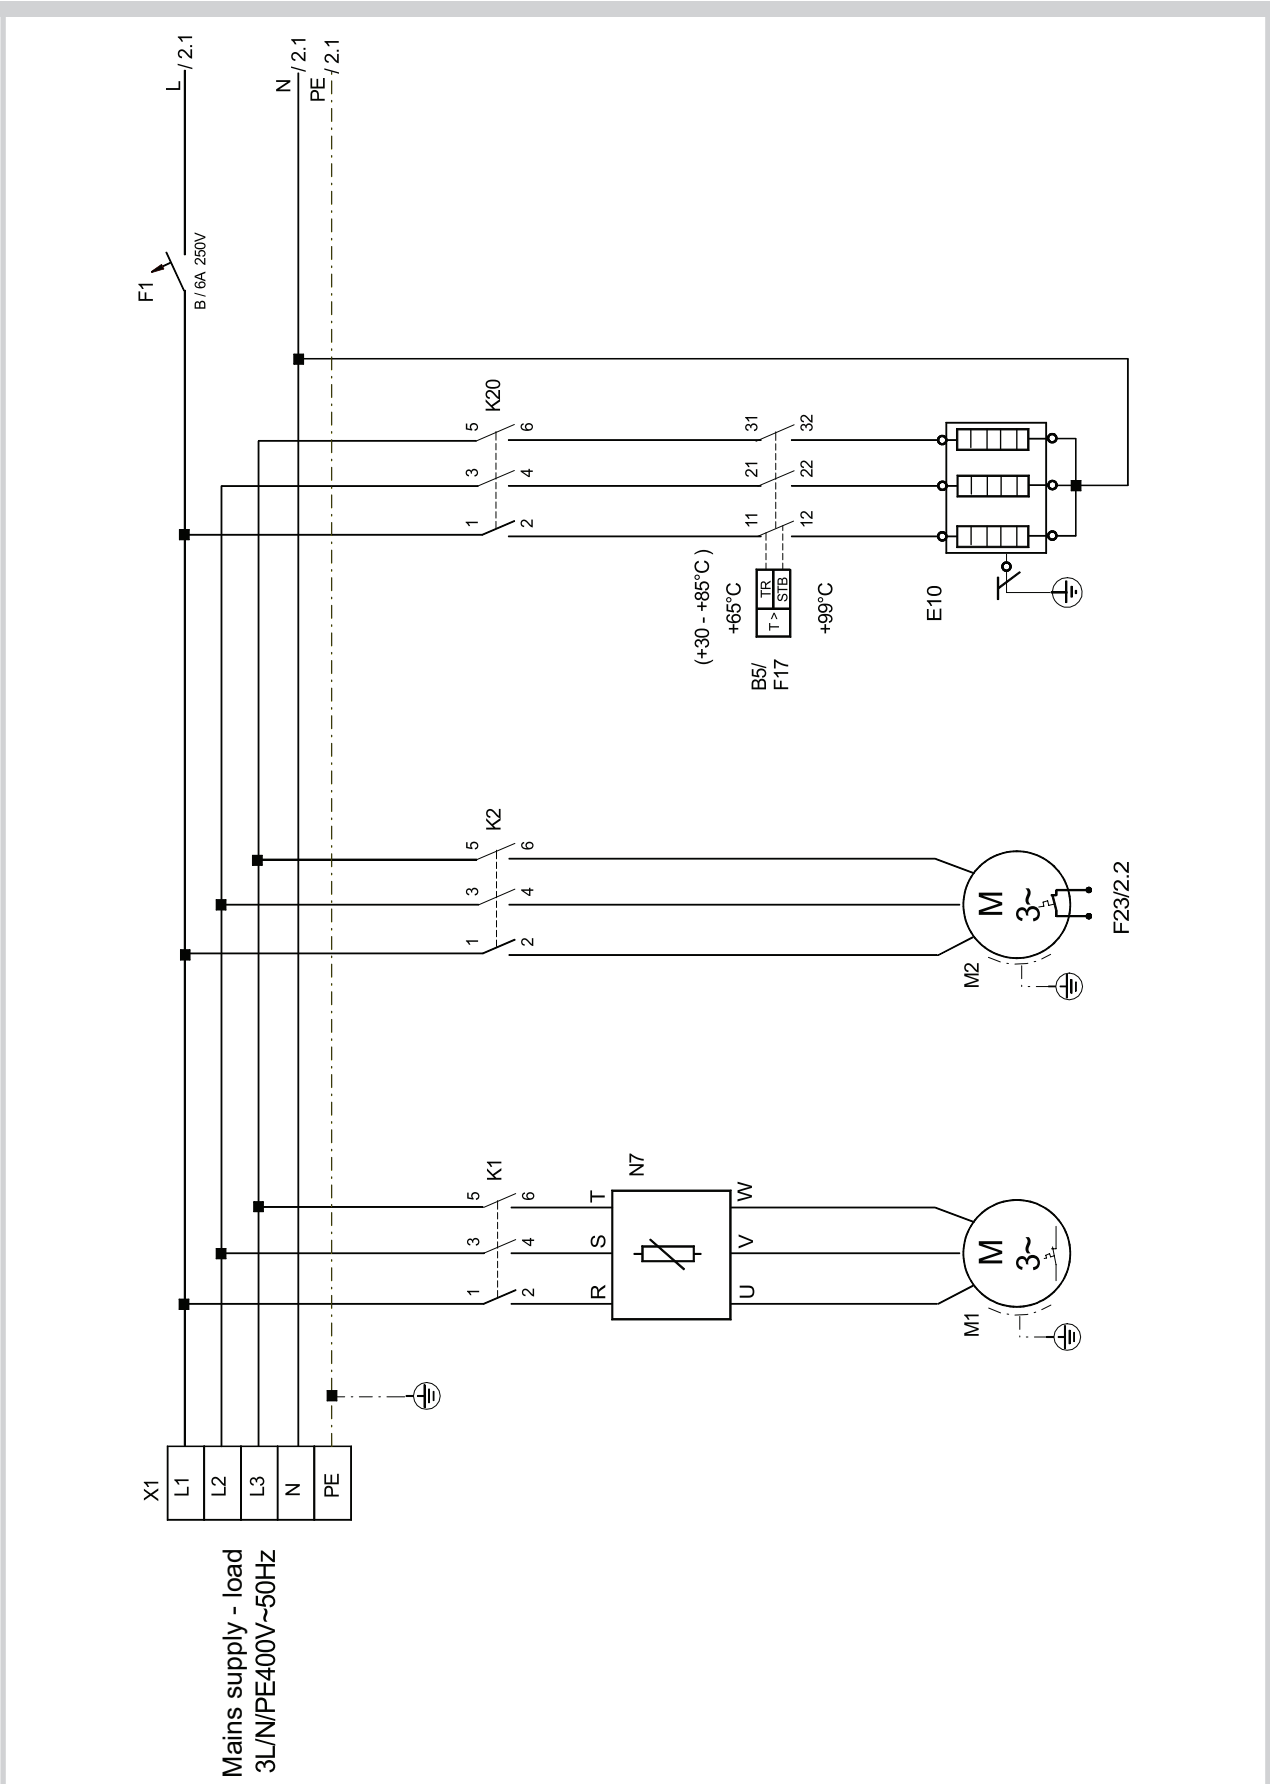 Mains supply - load
3L/N/PE400V~50Hz
X1
L1
L2
L3
N
PE
F1
B / 6A 250V
L / 2.1
N / 2.1
PE / 2.1
K1
1 3 5
2 4 6
R S T
N7
U V W
M
3~
M1
K2
1 3 5
2 4 6
M
3~
M2
F23/2.2
K20
1 3 5
2 4 6
(+30 - +85°C )
+65°C
B5/
F17
T >
TR
STB
+99°C
11 21 31
12 22 32
E10